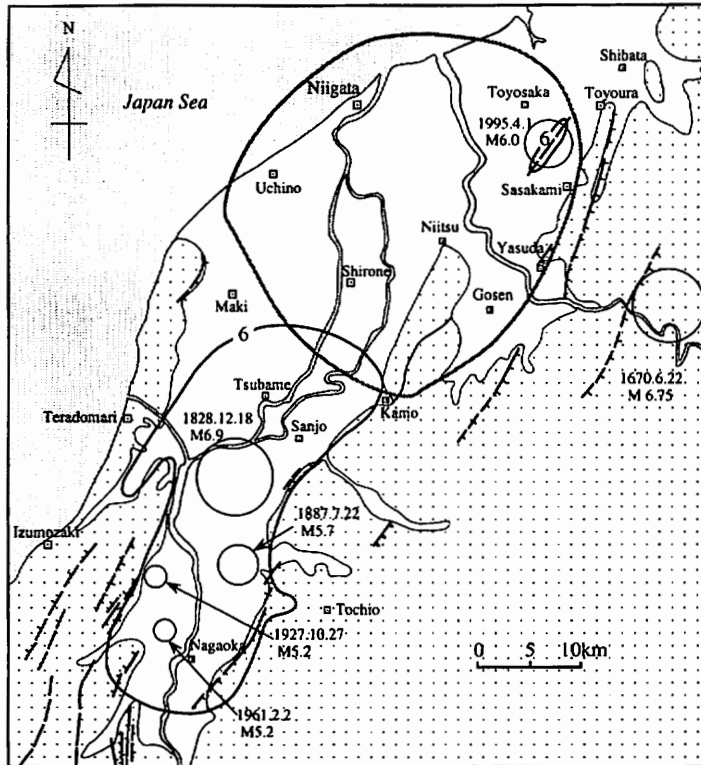 N
Japan Sea
Shibata
Niigata
Toyosaka
Toyoura
1995.4.1
M6.0
6
Sasakami
Uchino
Niitsu
Yasuda
Shirone
Maki
Gosen
6
1670.6.22
M 6.75
Tsubame
Teradomari
1828.12.18
M6.9
Kamo
Sanjo
1887.7.22
M5.7
Izumozaki
Tochio
1927.10.27
M5.2
Nagaoka
0 5 10km
1961.2.2
M5.2